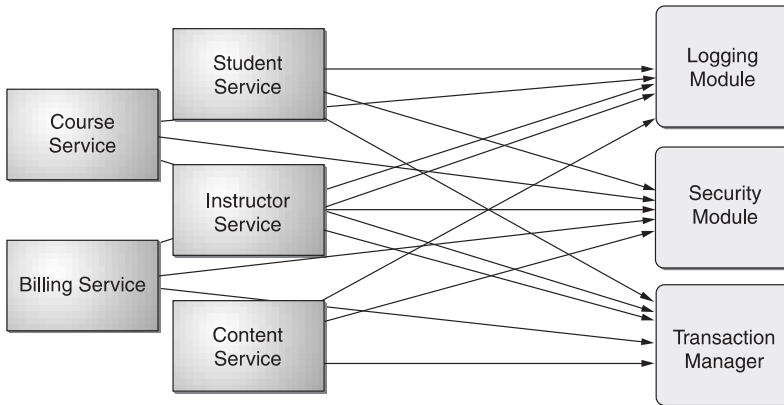 Student
Service
Logging
Module
Course
Service
Instructor
Service
Security
Module
Billing Service
Content
Service
Transaction
Manager